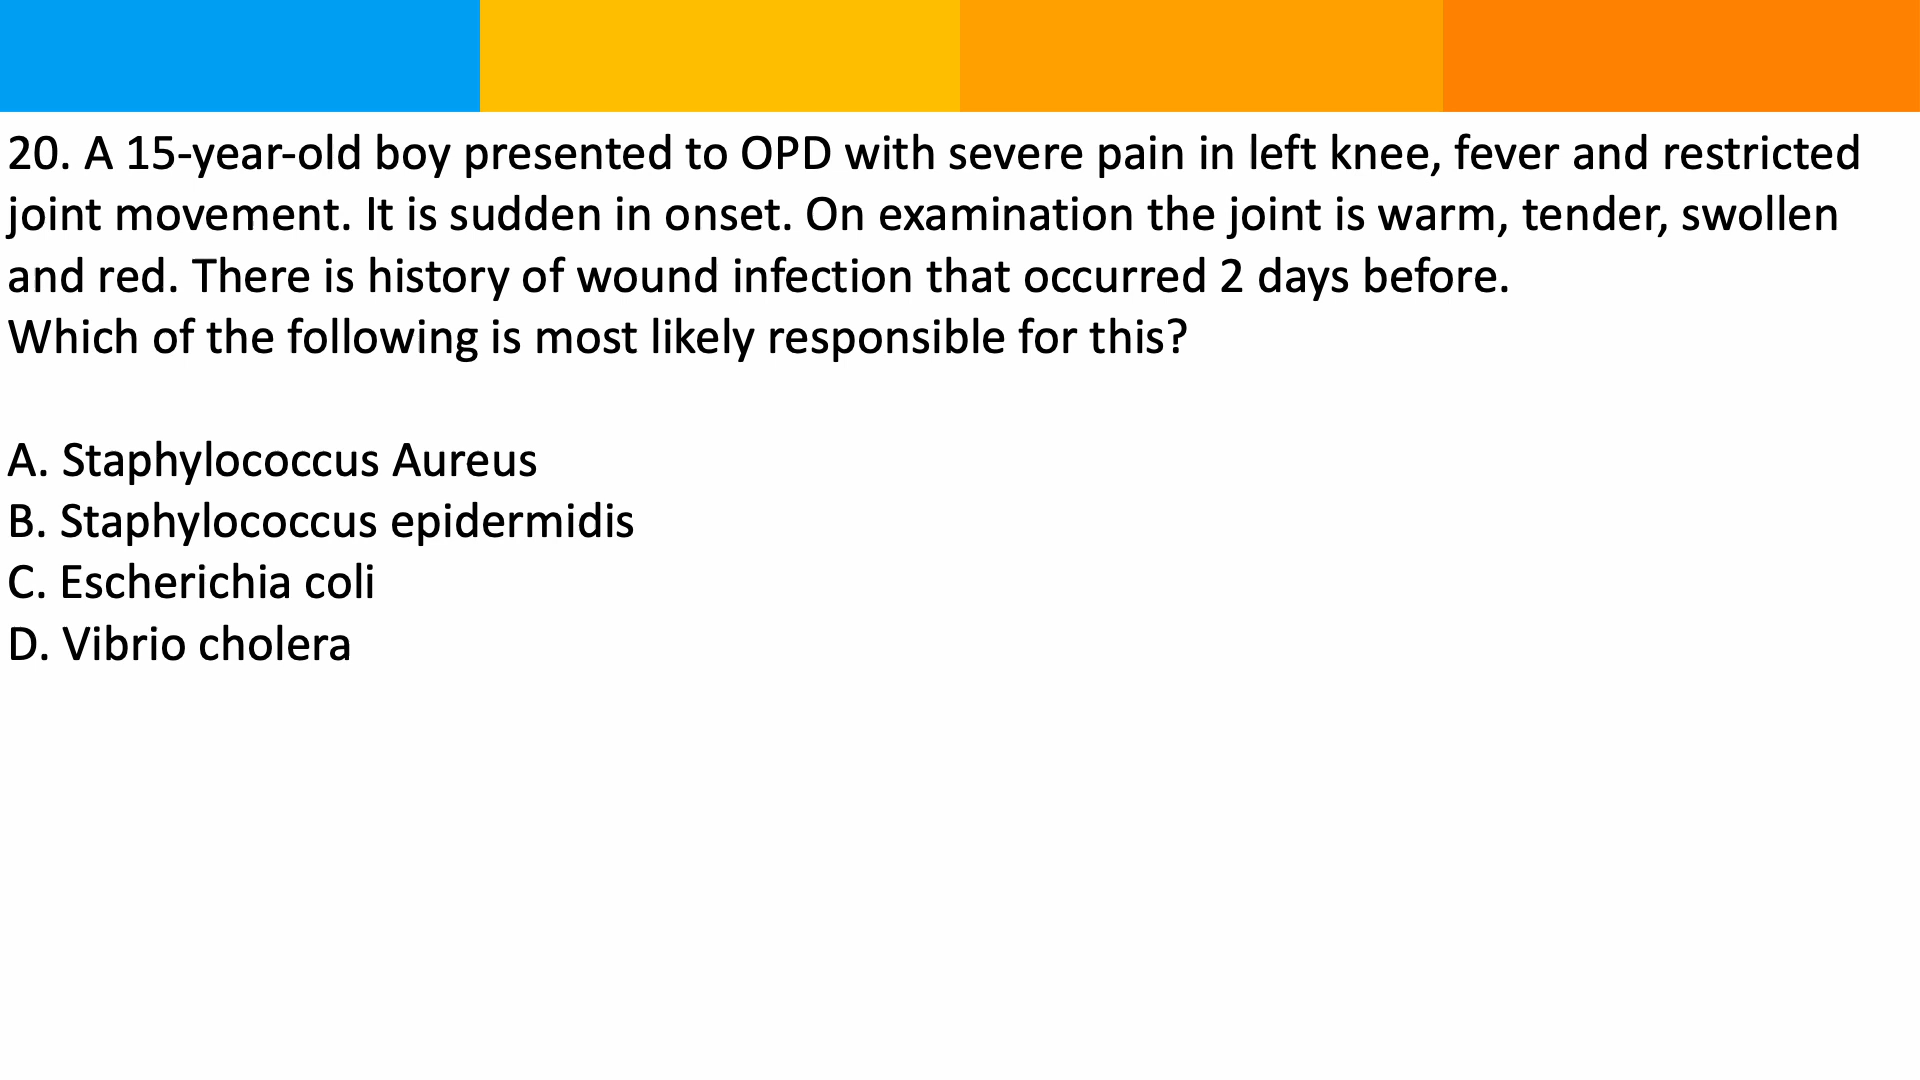 20. A 15-year-old boy presented to OPD with severe pain in left knee, fever and restricted
joint movement. It is sudden in onset. On examination the joint is warm, tender, swollen
and red. There is history of wound infection that occurred 2 days before.
Which of the following is most likely responsible for this?
A. Staphylococcus Aureus
B. Staphylococcus epidermidis
C. Escherichia coli
D. Vibrio cholera